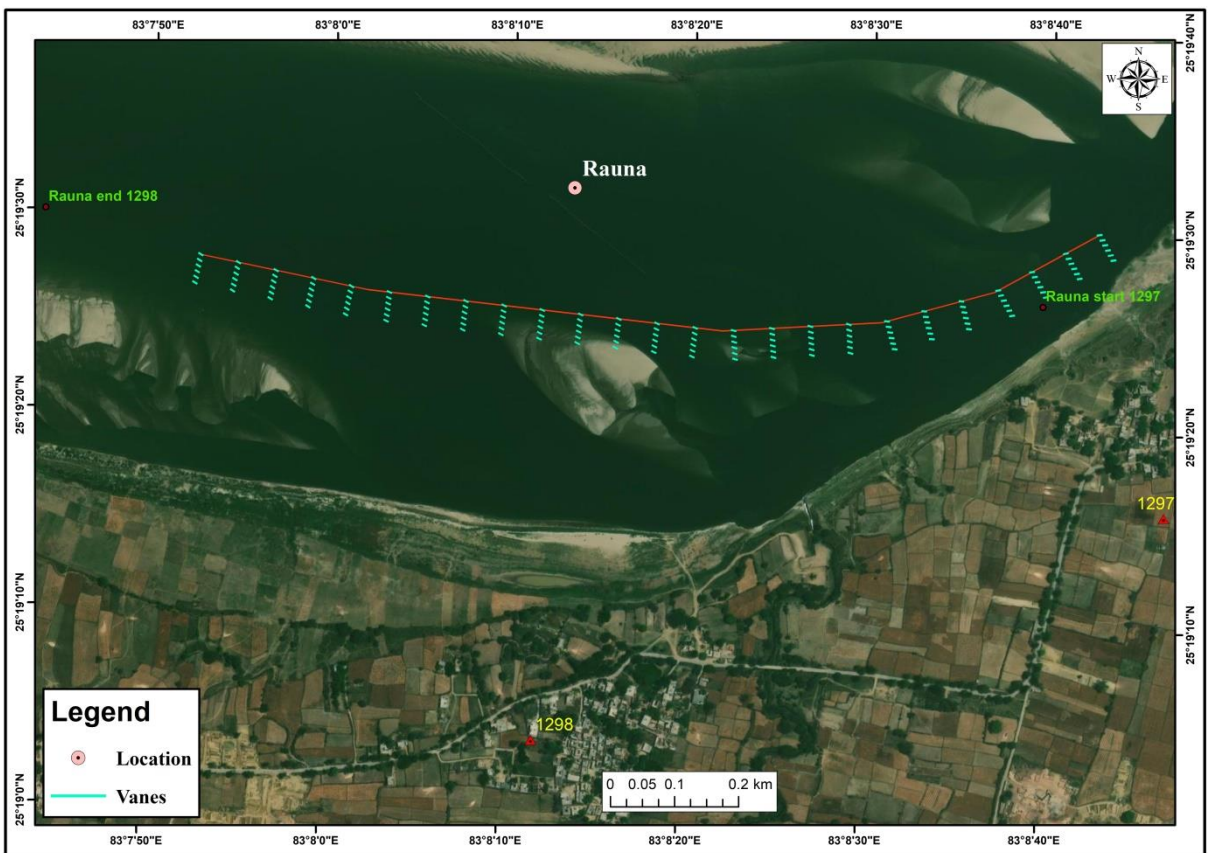 83°7'50"E 83°8'0"E 83°8'10"E 83°8'20"E 83°8'30"E 83°8'40"E
25°19'40"N
N
W E
S
Rauna
Rauna end 1298
25°19'30"N
25°19'30"N
Rauna start 1297
25°19'20"N
25°19'20"N
1297
25°19'10"N
25°19'10"N
Legend
Location
Vanes
1298
0 0.05 0.1 0.2 km
25°19'0"N
83°7'50"E 83°8'0"E 83°8'10"E 83°8'20"E 83°8'30"E 83°8'40"E